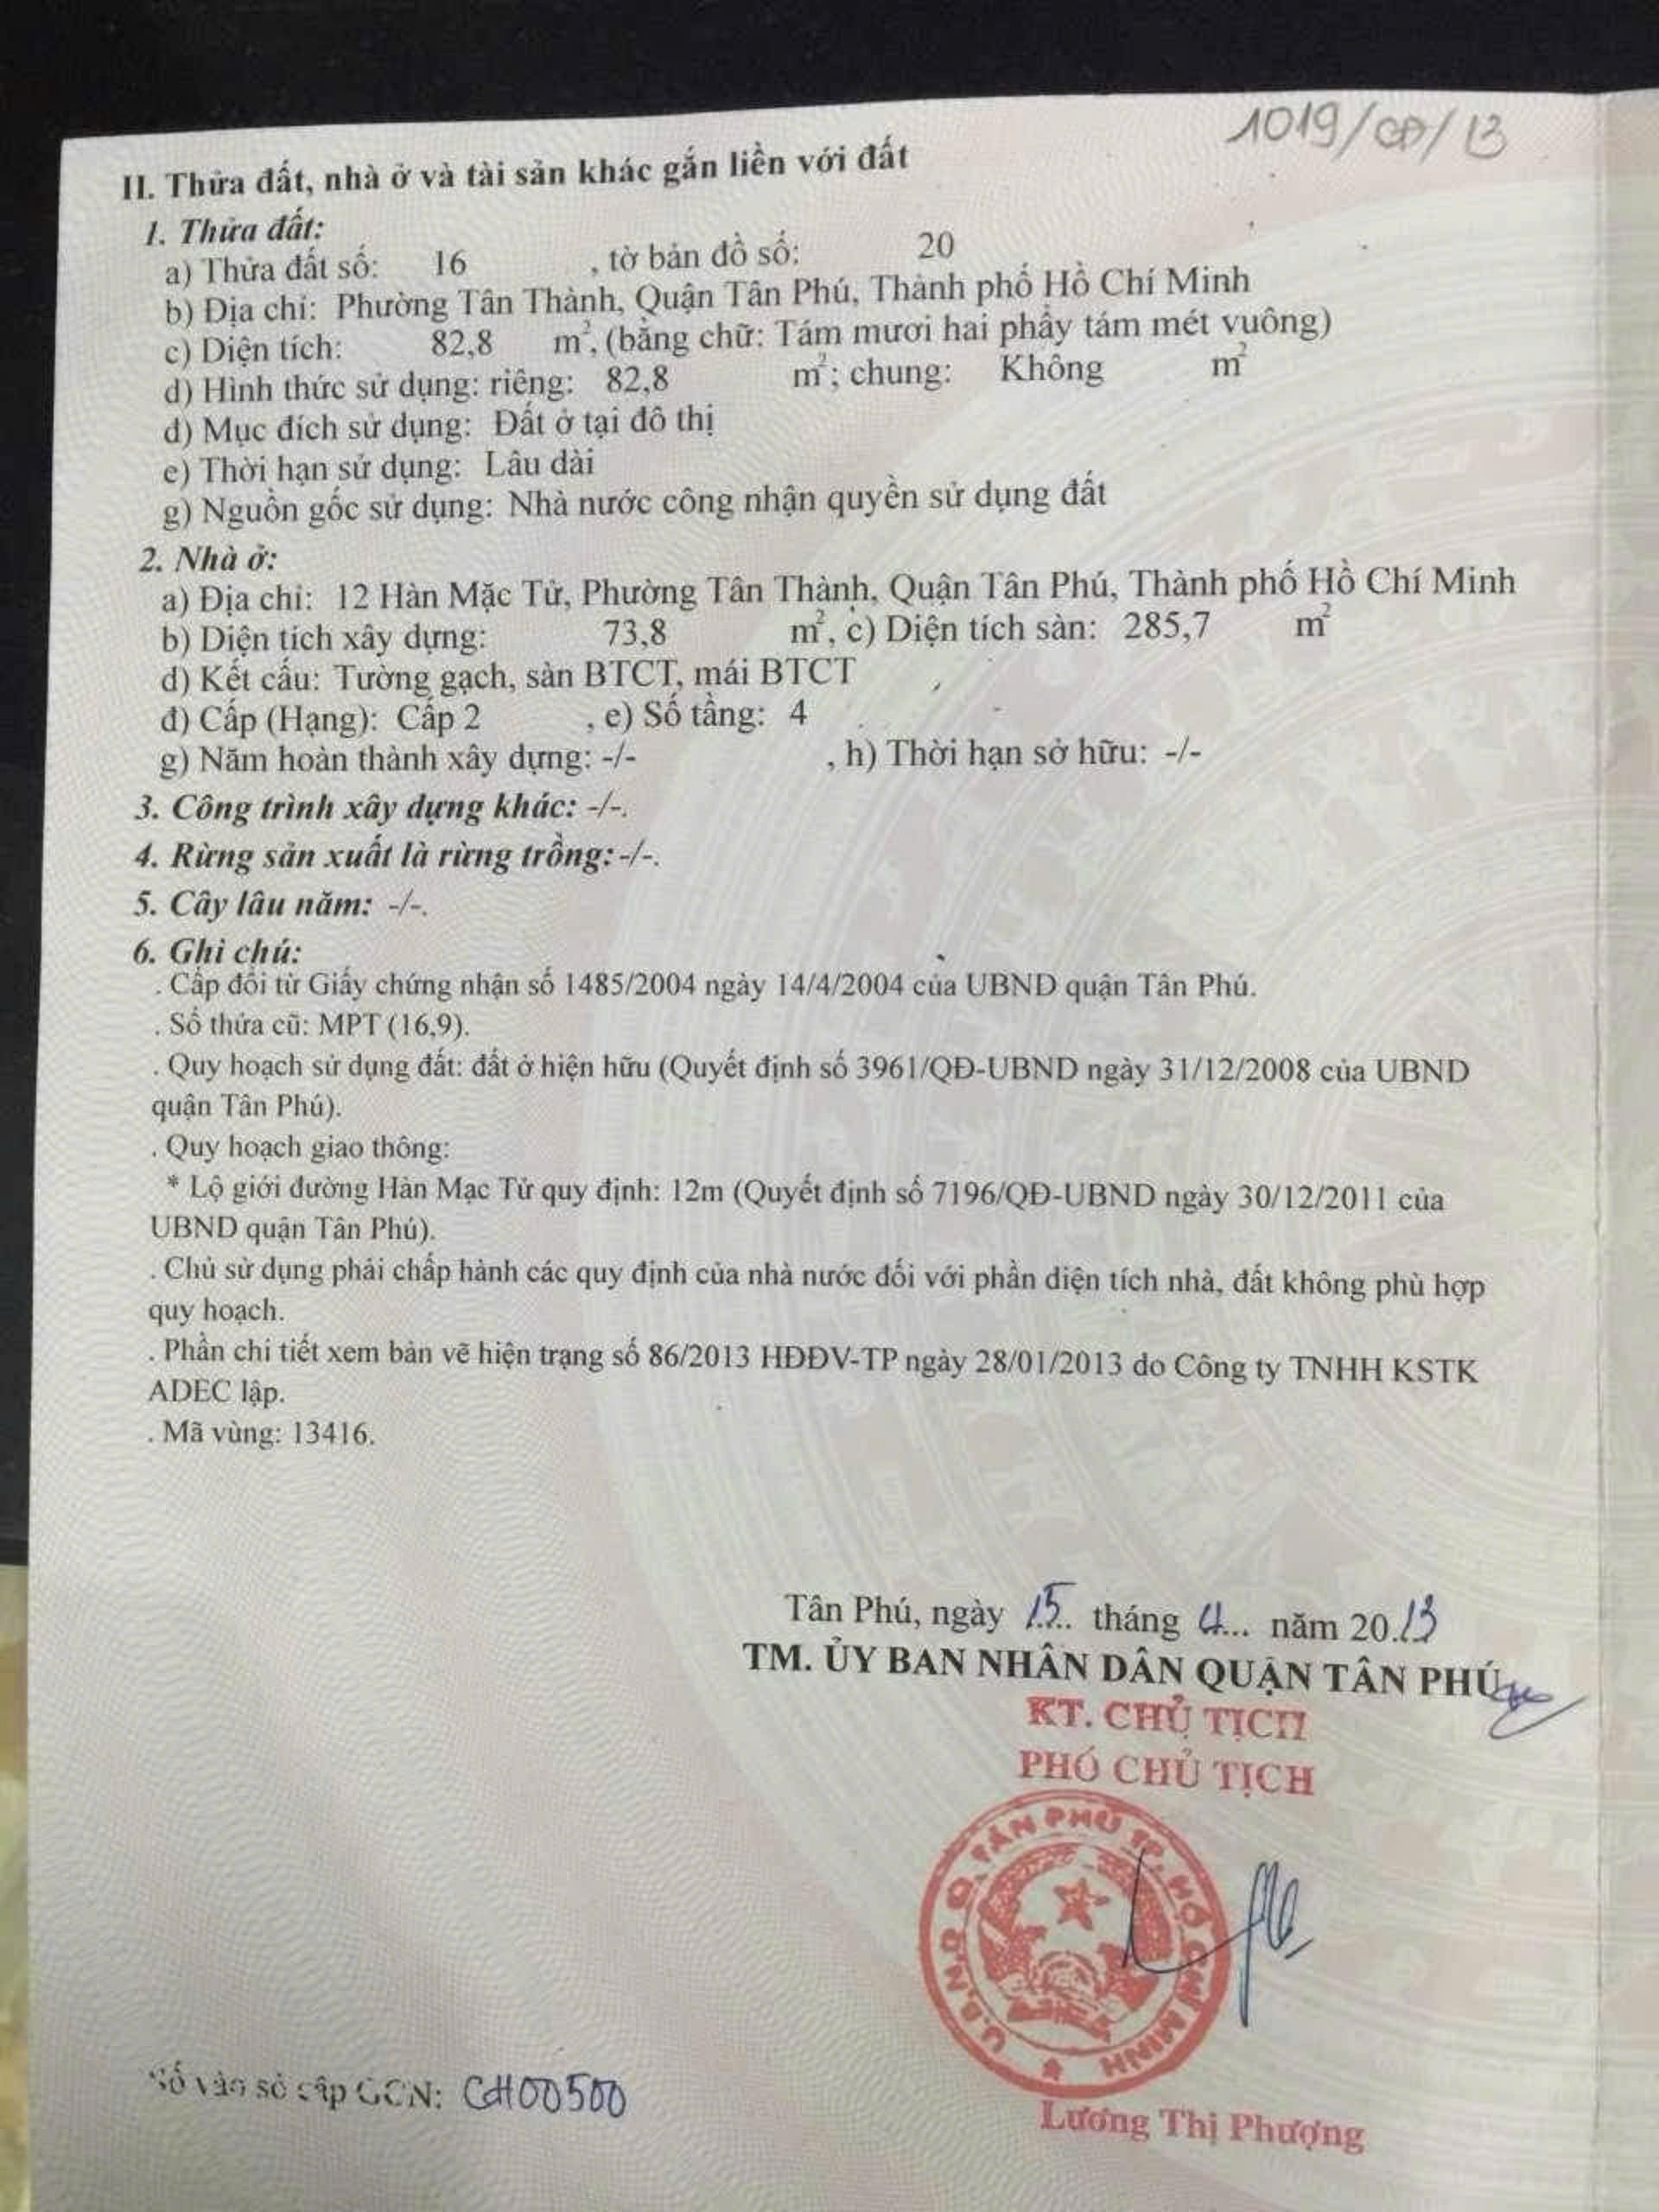 1019/CĐ/13
II. Thửa đất, nhà ở và tài sản khác gắn liền với đất
1. Thửa đất:
a) Thửa đất số: 16 , tờ bản đồ số: 20
b) Địa chỉ: Phường Tân Thành, Quận Tân Phú, Thành phố Hồ Chí Minh
c) Diện tích: 82,8 m², (bằng chữ: Tám mươi hai phẩy tám mét vuông)
d) Hình thức sử dụng: riêng: 82,8 m²; chung: Không m²
đ) Mục đích sử dụng: Đất ở tại đô thị
e) Thời hạn sử dụng: Lâu dài
g) Nguồn gốc sử dụng: Nhà nước công nhận quyền sử dụng đất
2. Nhà ở:
a) Địa chỉ: 12 Hàn Mặc Tử, Phường Tân Thành, Quận Tân Phú, Thành phố Hồ Chí Minh
b) Diện tích xây dựng: 73,8 m², c) Diện tích sàn: 285,7 m²
d) Kết cấu: Tường gạch, sàn BTCT, mái BTCT
đ) Cấp (Hạng): Cấp 2 , e) Số tầng: 4
g) Năm hoàn thành xây dựng: -/- , h) Thời hạn sở hữu: -/-
3. Công trình xây dựng khác: -/-.
4. Rừng sản xuất là rừng trồng: -/-.
5. Cây lâu năm: -/-.
6. Ghi chú:
. Cấp đổi từ Giấy chứng nhận số 1485/2004 ngày 14/4/2004 của UBND quận Tân Phú.
. Số thửa cũ: MPT (16,9).
. Quy hoạch sử dụng đất: đất ở hiện hữu (Quyết định số 3961/QĐ-UBND ngày 31/12/2008 của UBND
quận Tân Phú).
. Quy hoạch giao thông:
* Lộ giới đường Hàn Mạc Tử quy định: 12m (Quyết định số 7196/QĐ-UBND ngày 30/12/2011 của
UBND quận Tân Phú).
. Chủ sử dụng phải chấp hành các quy định của nhà nước đối với phần diện tích nhà, đất không phù hợp
quy hoạch.
. Phần chi tiết xem bản vẽ hiện trạng số 86/2013 HĐĐV-TP ngày 28/01/2013 do Công ty TNHH KSTK
ADEC lập.
. Mã vùng: 13416.
Tân Phú, ngày 15 tháng 4 năm 2013
TM. ỦY BAN NHÂN DÂN QUẬN TÂN PHÚ
KT. CHỦ TỊCH
PHÓ CHỦ TỊCH
U.B.N.D Q. TÂN PHÚ TP. HỒ CHÍ MINH
Số vào sổ cấp GCN: CH00500
Lương Thị Phượng